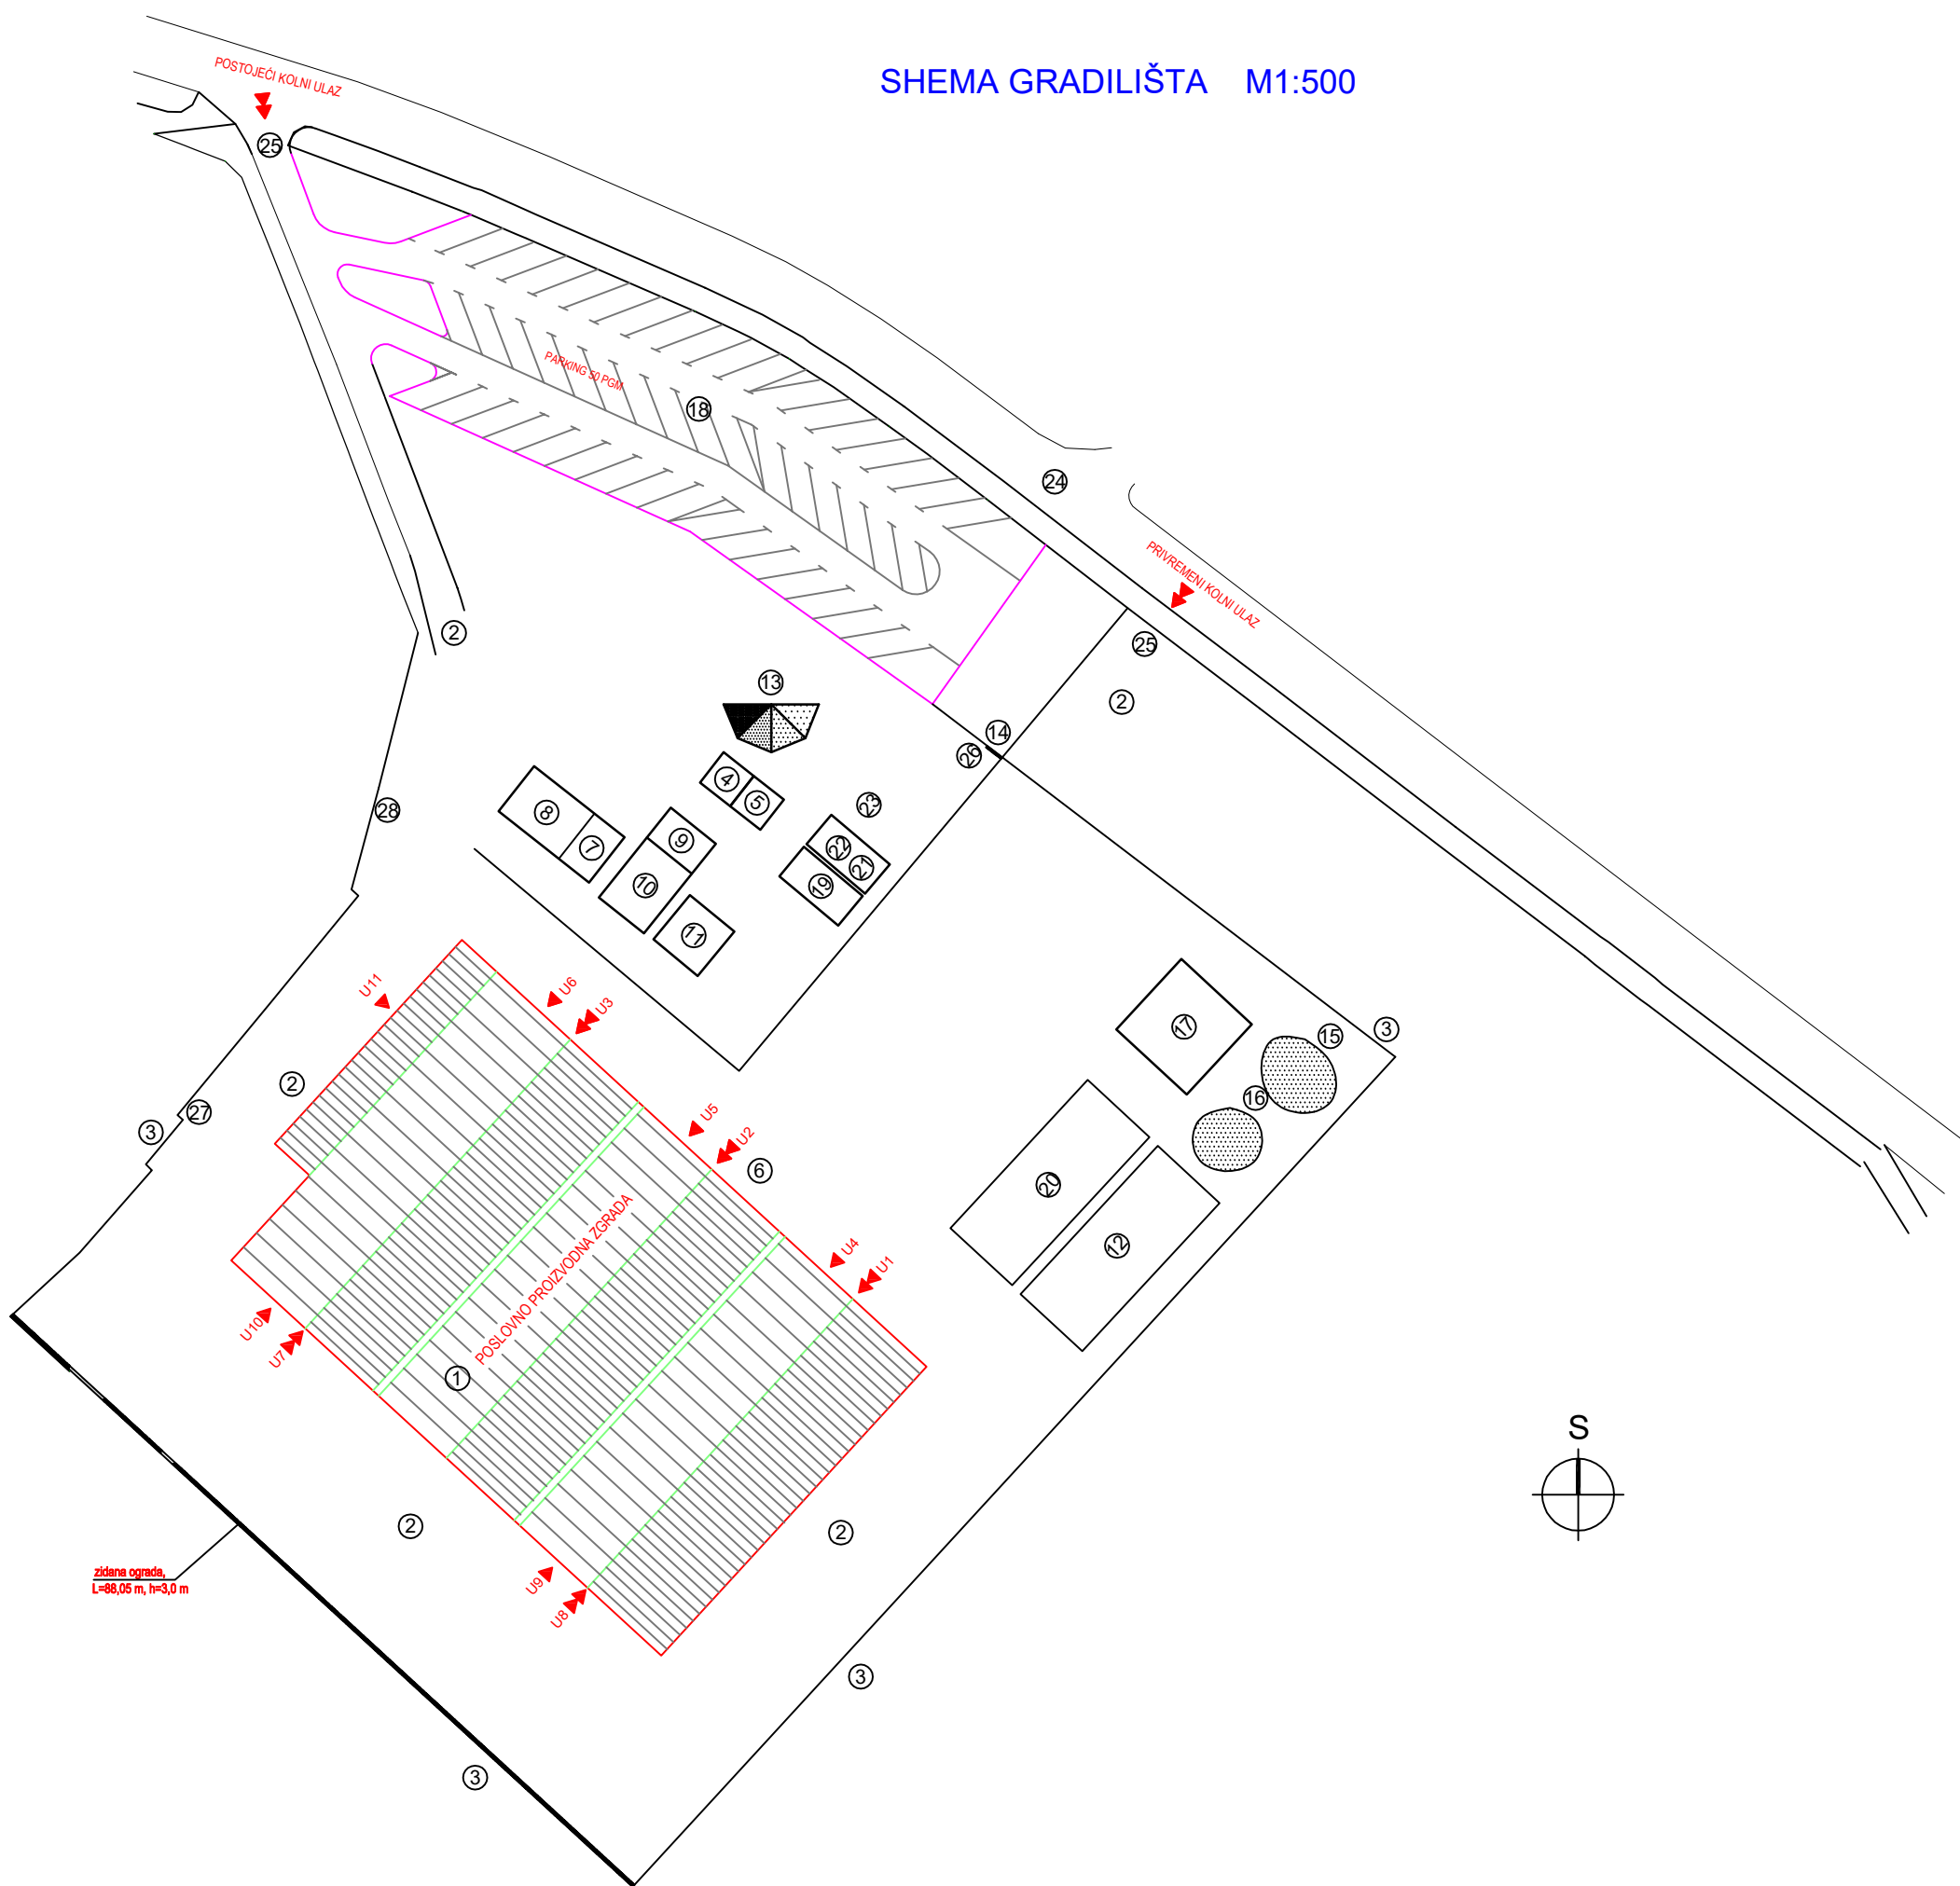 SHEMA GRADILIŠTA M1:500
POSTOJEĆI KOLNI ULAZ
25
PARKING 50 PGM
18
24
PRIVREMENI KOLNI ULAZ
2
25
13
2
14
26
4
5
23
28
8
7
9
10
22
21
19
11
U11
U6
U3
17
15
3
16
2
27
3
U5
U2
6
20
POSLOVNO PROIZVODNA ZGRADA
12
U4
U1
U10
U7
1
S
2
2
zidana ograda,
L=88,05 m, h=3,0 m
U9
U8
3
3